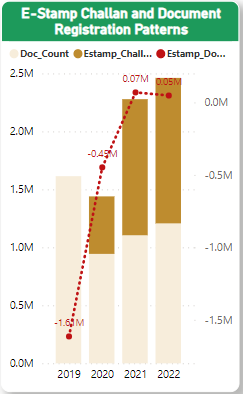 E-Stamp Challan and Document
Registration Patterns
Doc_Count Estamp_Chall... Estamp_Do...
2.5M
2.0M
1.5M
1.0M
0.5M
0.0M
0.07M
0.05M
-0.45M
-1.61M
0.0M
-0.5M
-1.0M
-1.5M
2019 2020 2021 2022